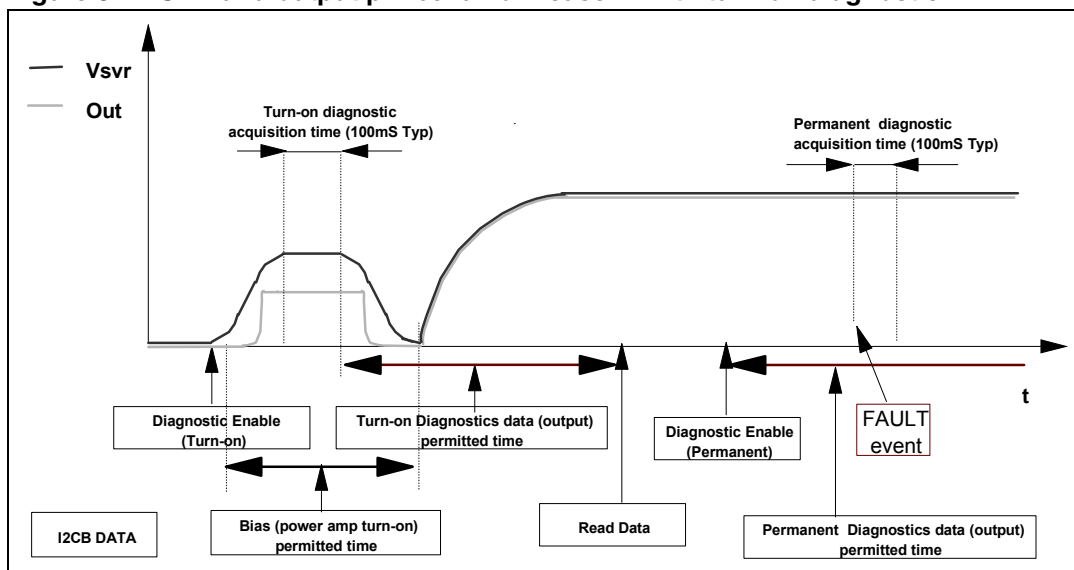 Vsvr
Out
Turn-on diagnostic
acquisition time (100mS Typ)
Permanent diagnostic
acquisition time (100mS Typ)
t
Diagnostic Enable
(Turn-on)
Turn-on Diagnostics data (output)
permitted time
Diagnostic Enable
(Permanent)
FAULT
event
I2CB DATA
Bias (power amp turn-on)
permitted time
Read Data
Permanent Diagnostics data (output)
permitted time